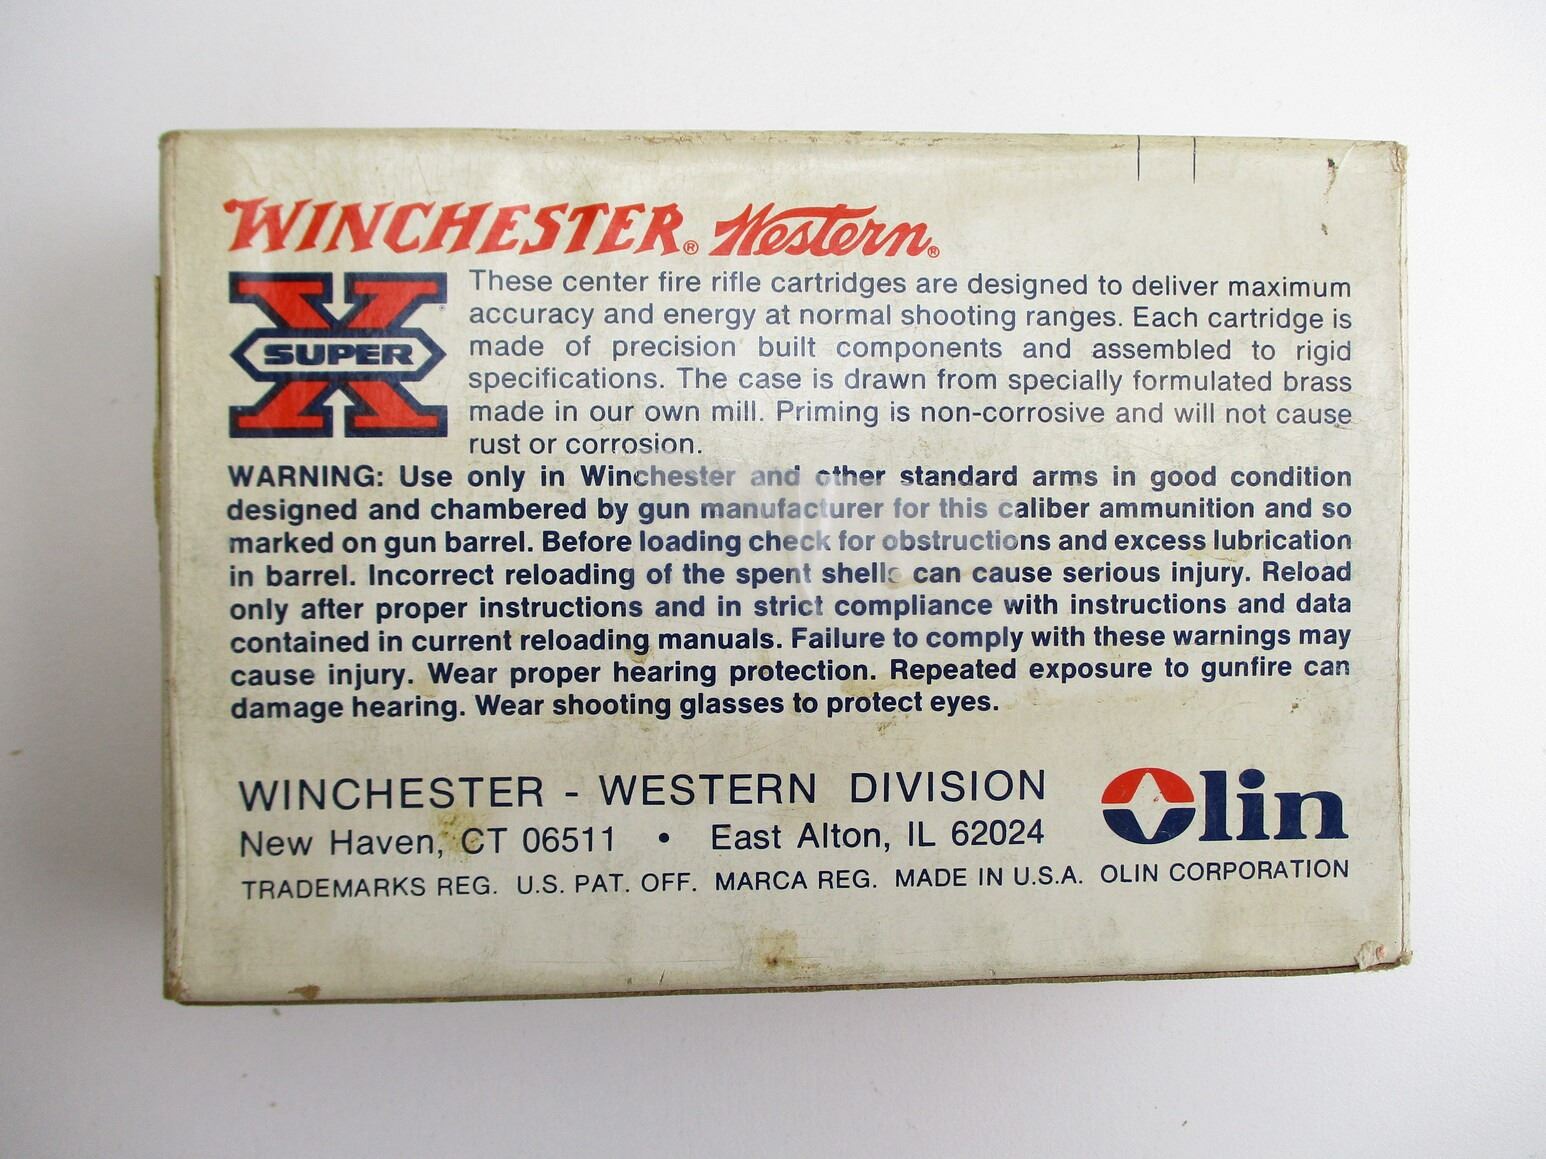 WINCHESTER® Western®
X SUPER
These center fire rifle cartridges are designed to deliver maximum
accuracy and energy at normal shooting ranges. Each cartridge is
made of precision built components and assembled to rigid
specifications. The case is drawn from specially formulated brass
made in our own mill. Priming is non-corrosive and will not cause
rust or corrosion.
WARNING: Use only in Winchester and other standard arms in good condition
designed and chambered by gun manufacturer for this caliber ammunition and so
marked on gun barrel. Before loading check for obstructions and excess lubrication
in barrel. Incorrect reloading of the spent shells can cause serious injury. Reload
only after proper instructions and in strict compliance with instructions and data
contained in current reloading manuals. Failure to comply with these warnings may
cause injury. Wear proper hearing protection. Repeated exposure to gunfire can
damage hearing. Wear shooting glasses to protect eyes.
WINCHESTER - WESTERN DIVISION
New Haven, CT 06511 • East Alton, IL 62024
Olin
TRADEMARKS REG. U.S. PAT. OFF. MARCA REG. MADE IN U.S.A. OLIN CORPORATION